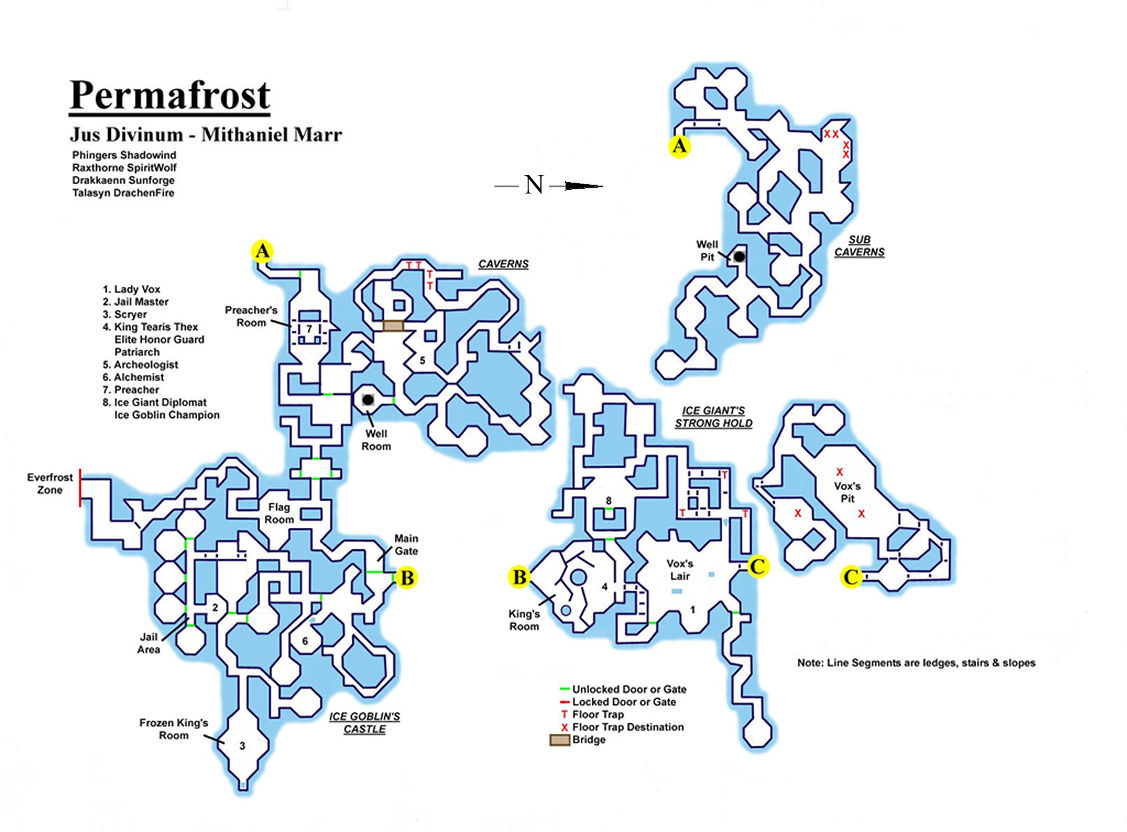 Permafrost
Jus Divinum - Mithaniel Marr
Phingers Shadowind
Raxthorne SpiritWolf
Drakkaenn Sunforge
Talasyn DrachenFire
N
A
X X
X
X
SUB
CAVERNS
Well
Pit
A
CAVERNS
T T
T
T
1. Lady Vox
2. Jail Master
3. Scryer
4. King Tearis Thex
Elite Honor Guard
Patriarch
5. Archeologist
6. Alchemist
7. Preacher
8. Ice Giant Diplomat
Ice Goblin Champion
Preacher's
Room
7
5
Well
Room
Everfrost
Zone
Flag
Room
Main
Gate
B
2
Jail
Area
6
Frozen King's
Room
3
ICE GOBLIN'S
CASTLE
ICE GIANT'S
STRONG HOLD
T
T
T
8
B
4
King's
Room
Vox's
Lair
1
C
X
Vox's
Pit
X
X
C
Note: Line Segments are ledges, stairs & slopes
Unlocked Door or Gate
Locked Door or Gate
T Floor Trap
X Floor Trap Destination
Bridge